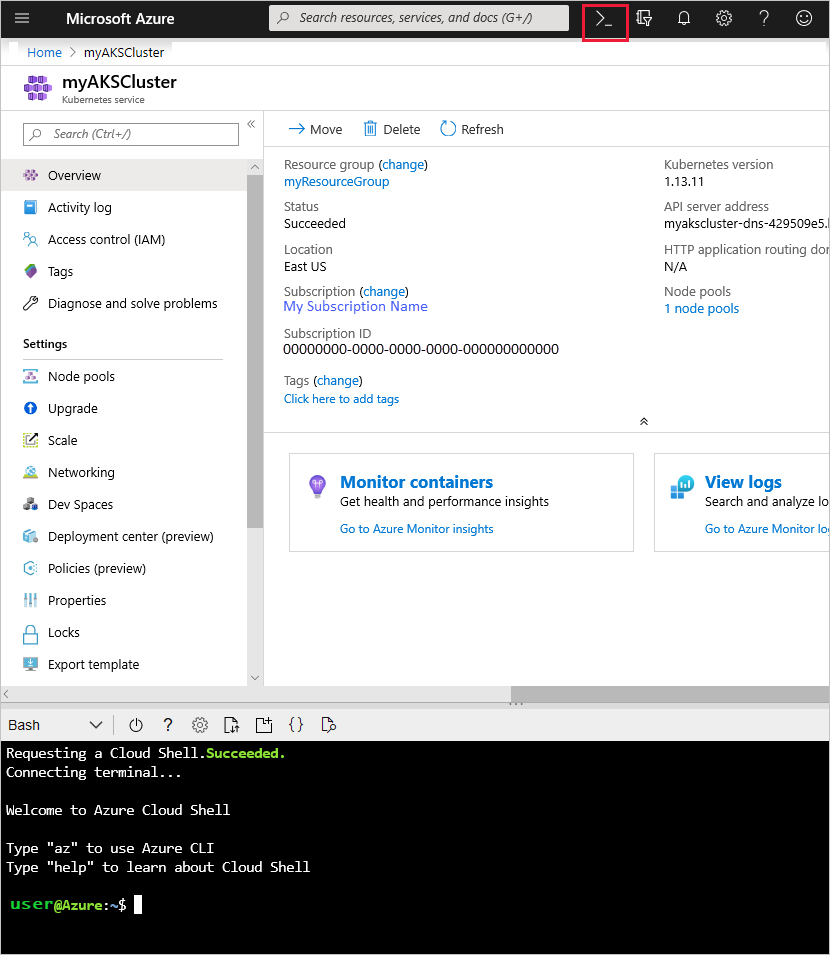 Microsoft Azure
Search resources, services, and docs (G+/)
Home > myAKSCluster
myAKSCluster
Kubernetes service
Search (Ctrl+/)
Overview
Activity log
Access control (IAM)
Tags
Diagnose and solve problems
Settings
Node pools
Upgrade
Scale
Networking
Dev Spaces
Deployment center (preview)
Policies (preview)
Properties
Locks
Export template
Move
Delete
Refresh
Resource group (change)
myResourceGroup
Status
Succeeded
Location
East US
Subscription (change)
My Subscription Name
Subscription ID
00000000-0000-0000-0000-000000000000
Tags (change)
Click here to add tags
Kubernetes version
1.13.11
API server address
myakscluster-dns-429509e5.
HTTP application routing
N/A
Node pools
1 node pools
Monitor containers
Get health and performance insights
Go to Azure Monitor insights
View logs
Search and analyze
Go to Azure Monitor
Bash
Requesting a Cloud Shell.Succeeded.
Connecting terminal...
Welcome to Azure Cloud Shell
Type "az" to use Azure CLI
Type "help" to learn about Cloud Shell
user@Azure:~$